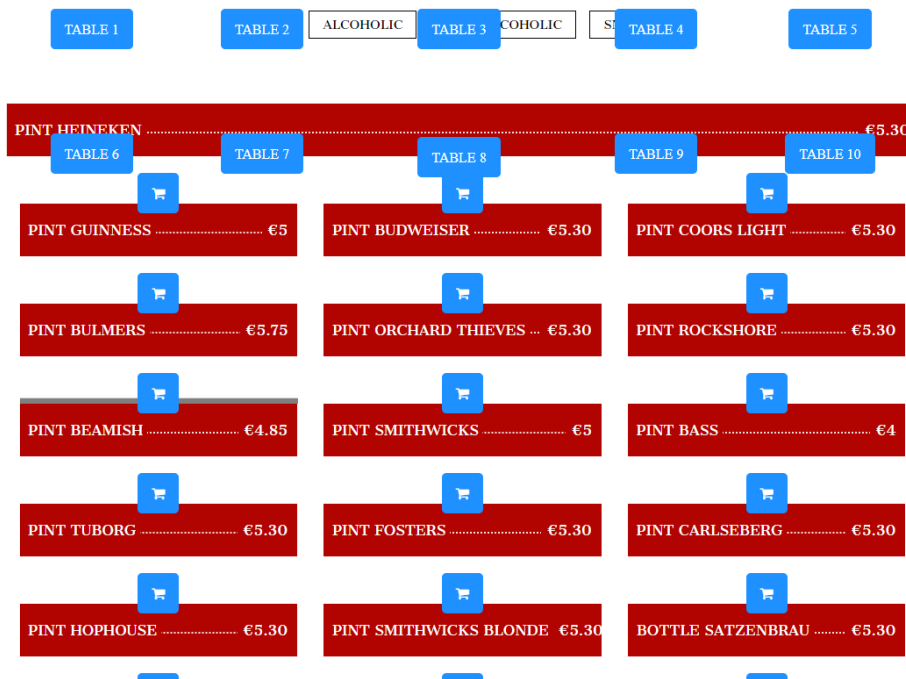 TABLE 1 TABLE 2 ALCOHOLIC TABLE 3 COHOLIC TABLE 4 TABLE 5
PINT HEINEKEN €5.30
TABLE 6 TABLE 7 TABLE 8 TABLE 9 TABLE 10
PINT GUINNESS €5 PINT BUDWEISER €5.30 PINT COORS LIGHT €5.30
PINT BULMERS €5.75 PINT ORCHARD THIEVES €5.30 PINT ROCKSHORE €5.30
PINT BEAMISH €4.85 PINT SMITHWICKS €5 PINT BASS €4
PINT TUBORG €5.30 PINT FOSTERS €5.30 PINT CARLSEBERG €5.30
PINT HOPHOUSE €5.30 PINT SMITHWICKS BLONDE €5.30 BOTTLE SATZENBRAU €5.30